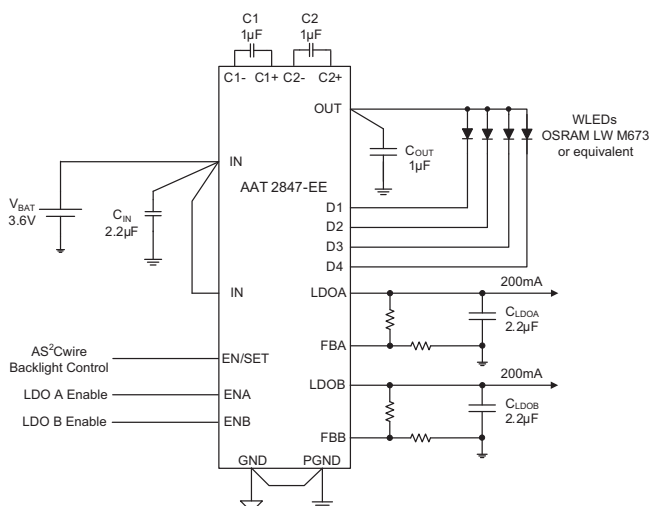 C1
1µF
C2
1µF
C1- C1+ C2- C2+
OUT
WLEDs
OSRAM LW M673
or equivalent
COUT
1µF
IN
AAT 2847-EE
VBAT
3.6V
CIN
2.2µF
D1
D2
D3
D4
IN
LDOA
200mA
CLDOA
2.2µF
AS²Cwire
Backlight Control
EN/SET
FBA
LDO A Enable
ENA
LDOB
200mA
LDO B Enable
ENB
CLDOB
2.2µF
FBB
GND
PGND